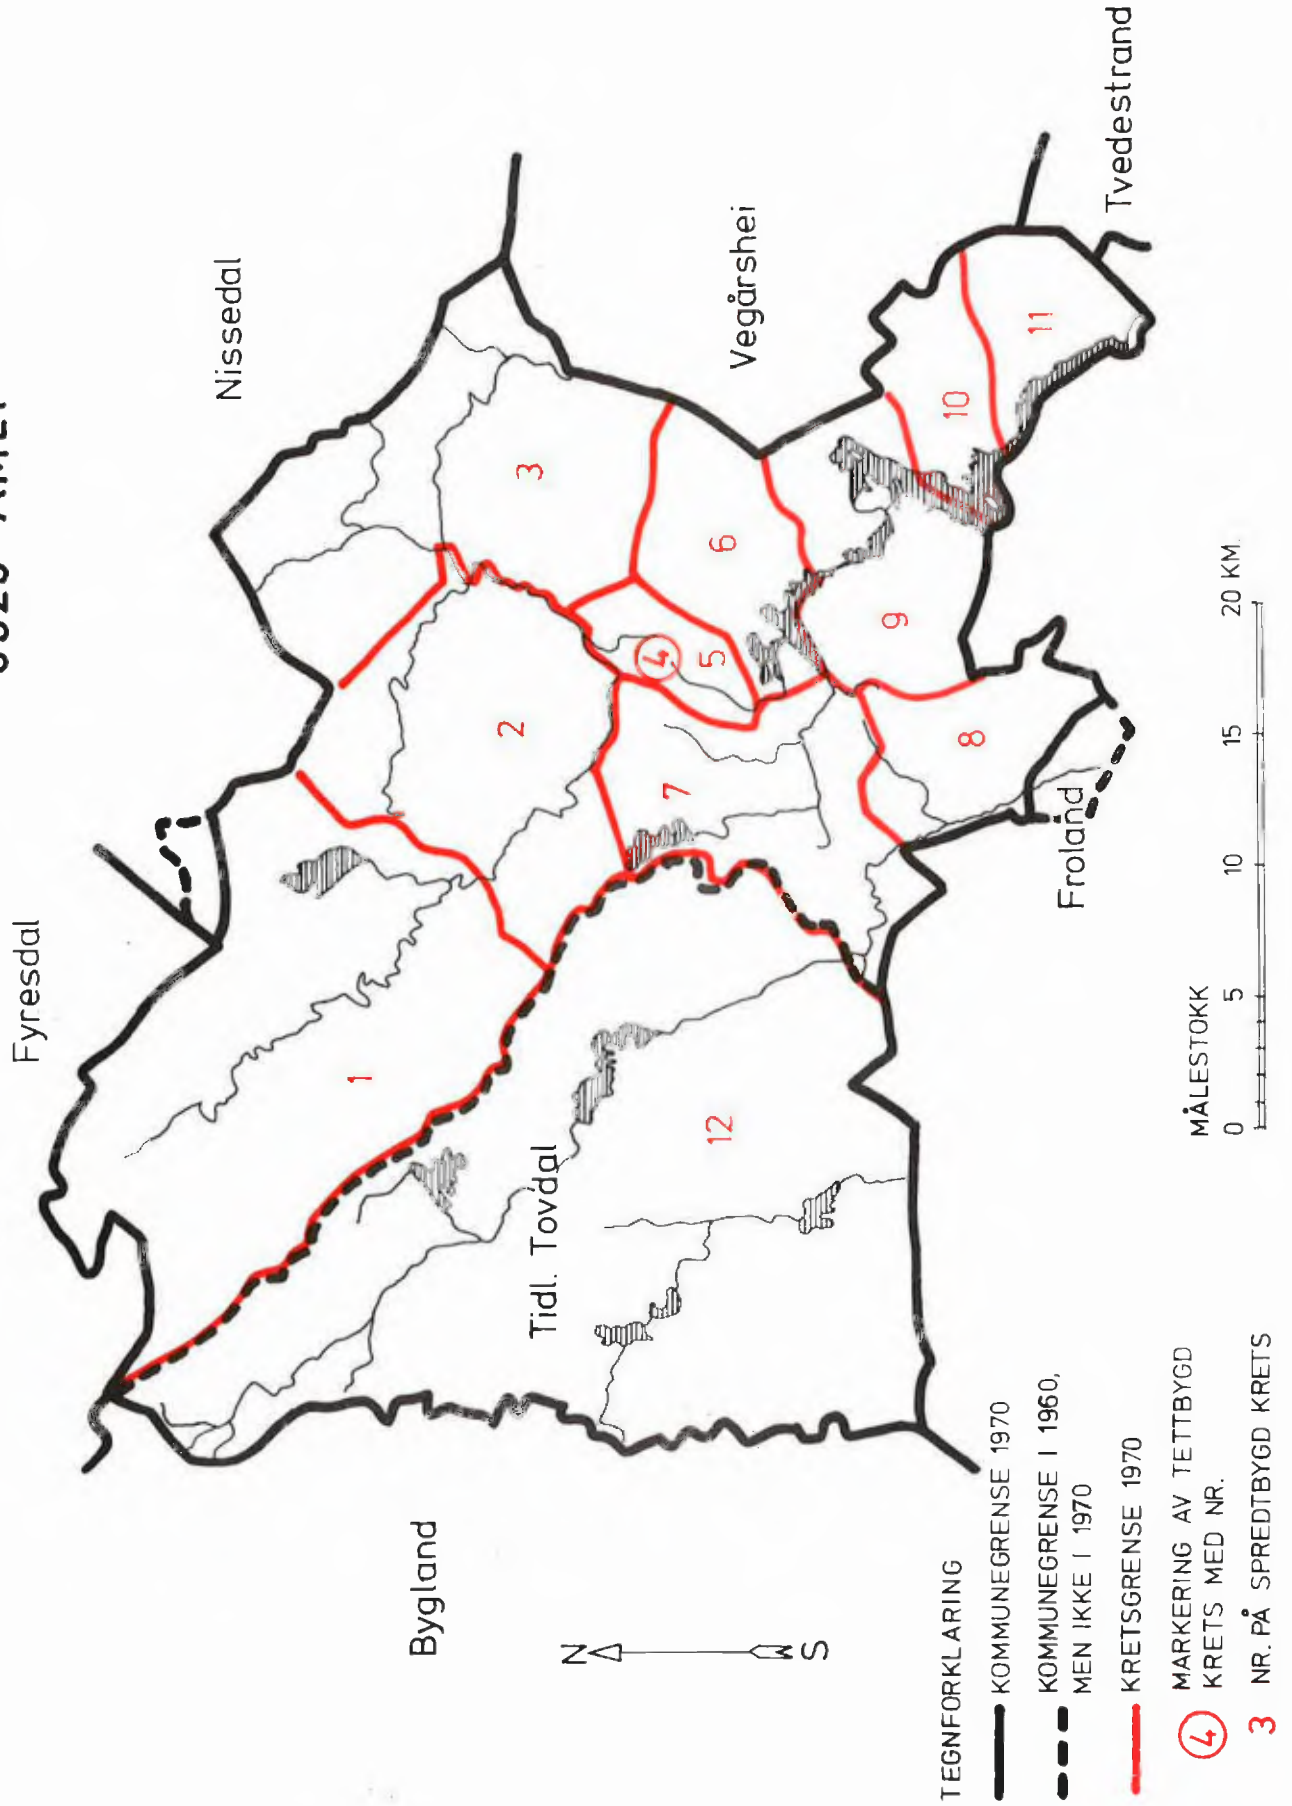 Fyresdal
Nissedal
Vegårshei
Tvedestrand
Bygland
Tidl. Tovdal
Froland
1
2
3
4
5
6
7
8
9
10
11
12
N
S
MÅLESTOKK
0 5 10 15 20 KM.
TEGNFORKLARING
KOMMUNEGRENSE 1970
KOMMUNEGRENSE I 1960,
MEN IKKE I 1970
KRETSGRENSE 1970
4 MARKERING AV TETTBYGD
KRETS MED NR.
3 NR. PÅ SPREDTBYGD KRETS